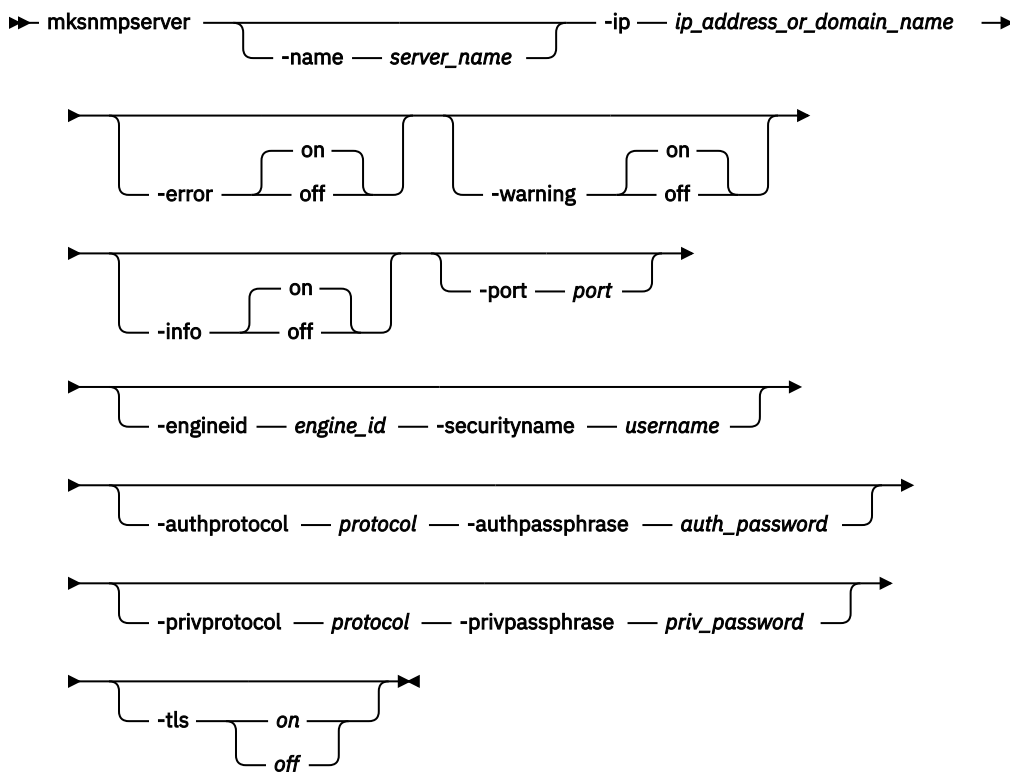 mksnmpserver -ip ip_address_or_domain_name
-name server_name
on on
-error off -warning off
on
-port port
-info off
-engineid engine_id -securityname username
-authprotocol protocol -authpassphrase auth_password
-privprotocol protocol -privpassphrase priv_password
-tls on
off